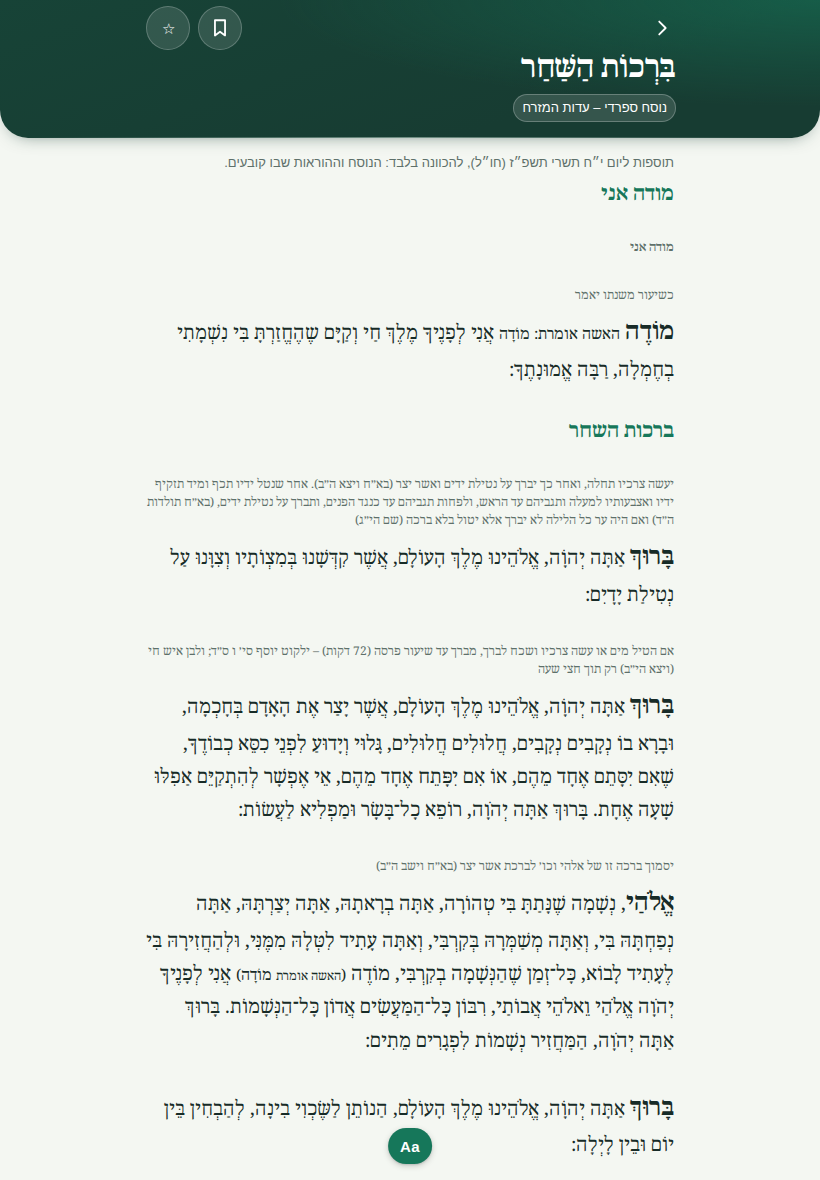 בִּרְכוֹת הַשַּׁחַר
נוסח ספרדי – עדות המזרח
תוספות ליום י״ח תשרי תשפ״ז (חו״ל), להכוונה בלבד: הנוסח וההוראות שבו קובעים.
מודה אני
מודה אני
כשיעור משנתו יאמר
מוֹדֶה האשה אומרת: מוֹדָה אֲנִי לְפָנֶיךָ מֶלֶךְ חַי וְקַיָּם שֶׁהֶחֱזַרְתָּ בִּי נִשְׁמָתִי
בְחֶמְלָה, רַבָּה אֱמוּנָתֶךָ:
ברכות השחר
יעשה צרכיו תחלה, ואחר כך יברך על נטילת ידים ואשר יצר (בא״ח ויצא ה״ב). אחר שנטל ידיו תכף ומיד תזקיף
ידיו ואצבעותיו למעלה ותגביהם עד הראש, ולפחות תגביהם עד כנגד הפנים, ותברך על נטילת ידים, (בא״ח תולדות
ה״ד) ואם היה ער כל הלילה לא יברך אלא יטול בלא ברכה (שם הי״ג)
בָּרוּךְ אַתָּה יְהֹוָה, אֱלֹהֵינוּ מֶלֶךְ הָעוֹלָם, אֲשֶׁר קִדְּשָׁנוּ בְּמִצְוֹתָיו וְצִוָּנוּ עַל
נְטִילַת יָדָיִם:
אם הטיל מים או עשה צרכיו ושכח לברך, מברך עד שיעור פרסה (72 דקות) – ילקוט יוסף סי׳ ו ס״ד; ולבן איש חי
(ויצא הי״ב) רק תוך חצי שעה
בָּרוּךְ אַתָּה יְהֹוָה, אֱלֹהֵינוּ מֶלֶךְ הָעוֹלָם, אֲשֶׁר יָצַר אֶת הָאָדָם בְּחָכְמָה,
וּבָרָא בוֹ נְקָבִים נְקָבִים, חֲלוּלִים חֲלוּלִים, גָּלוּי וְיָדוּעַ לִפְנֵי כִסֵּא כְבוֹדֶךָ,
שֶׁאִם יִסָּתֵם אֶחָד מֵהֶם, אוֹ אִם יִפָּתֵחַ אֶחָד מֵהֶם, אֵי אֶפְשָׁר לְהִתְקַיֵּם אַפִלּוּ
שָׁעָה אֶחָת. בָּרוּךְ אַתָּה יְהֹוָה, רוֹפֵא כָל־בָּשָׂר וּמַפְלִיא לַעֲשׂוֹת:
יסמוך ברכה זו של אלהי וכו׳ לברכת אשר יצר (בא״ח וישב ה״ב)
אֱלֹהַי, נְשָׁמָה שֶׁנָּתַתָּ בִּי טְהוֹרָה, אַתָּה בְרָאתָהּ, אַתָּה יְצַרְתָּהּ, אַתָּה
נְפַחְתָּהּ בִּי, וְאַתָּה מְשַׁמְּרָהּ בְּקִרְבִּי, וְאַתָּה עָתִיד לִטְּלָהּ מִמֶּנִּי, וּלְהַחֲזִירָהּ בִּי
לֶעָתִיד לָבוֹא, כָּל־זְמַן שֶׁהַנְּשָׁמָה בְקִרְבִּי, מוֹדֶה (האשה אומרת מוֹדָה) אֲנִי לְפָנֶיךָ
יְהֹוָה אֱלֹהַי וֵאלֹהֵי אֲבוֹתַי, רִבּוֹן כָּל־הַמַּעֲשִׂים אֲדוֹן כָּל־הַנְּשָׁמוֹת. בָּרוּךְ
אַתָּה יְהֹוָה, הַמַּחֲזִיר נְשָׁמוֹת לִפְגָרִים מֵתִים:
בָּרוּךְ אַתָּה יְהֹוָה, אֱלֹהֵינוּ מֶלֶךְ הָעוֹלָם, הַנוֹתֵן לַשֶּׂכְוִי בִינָה, לְהַבְחִין בֵּין
יוֹם וּבֵין לָיְלָה:
Aa